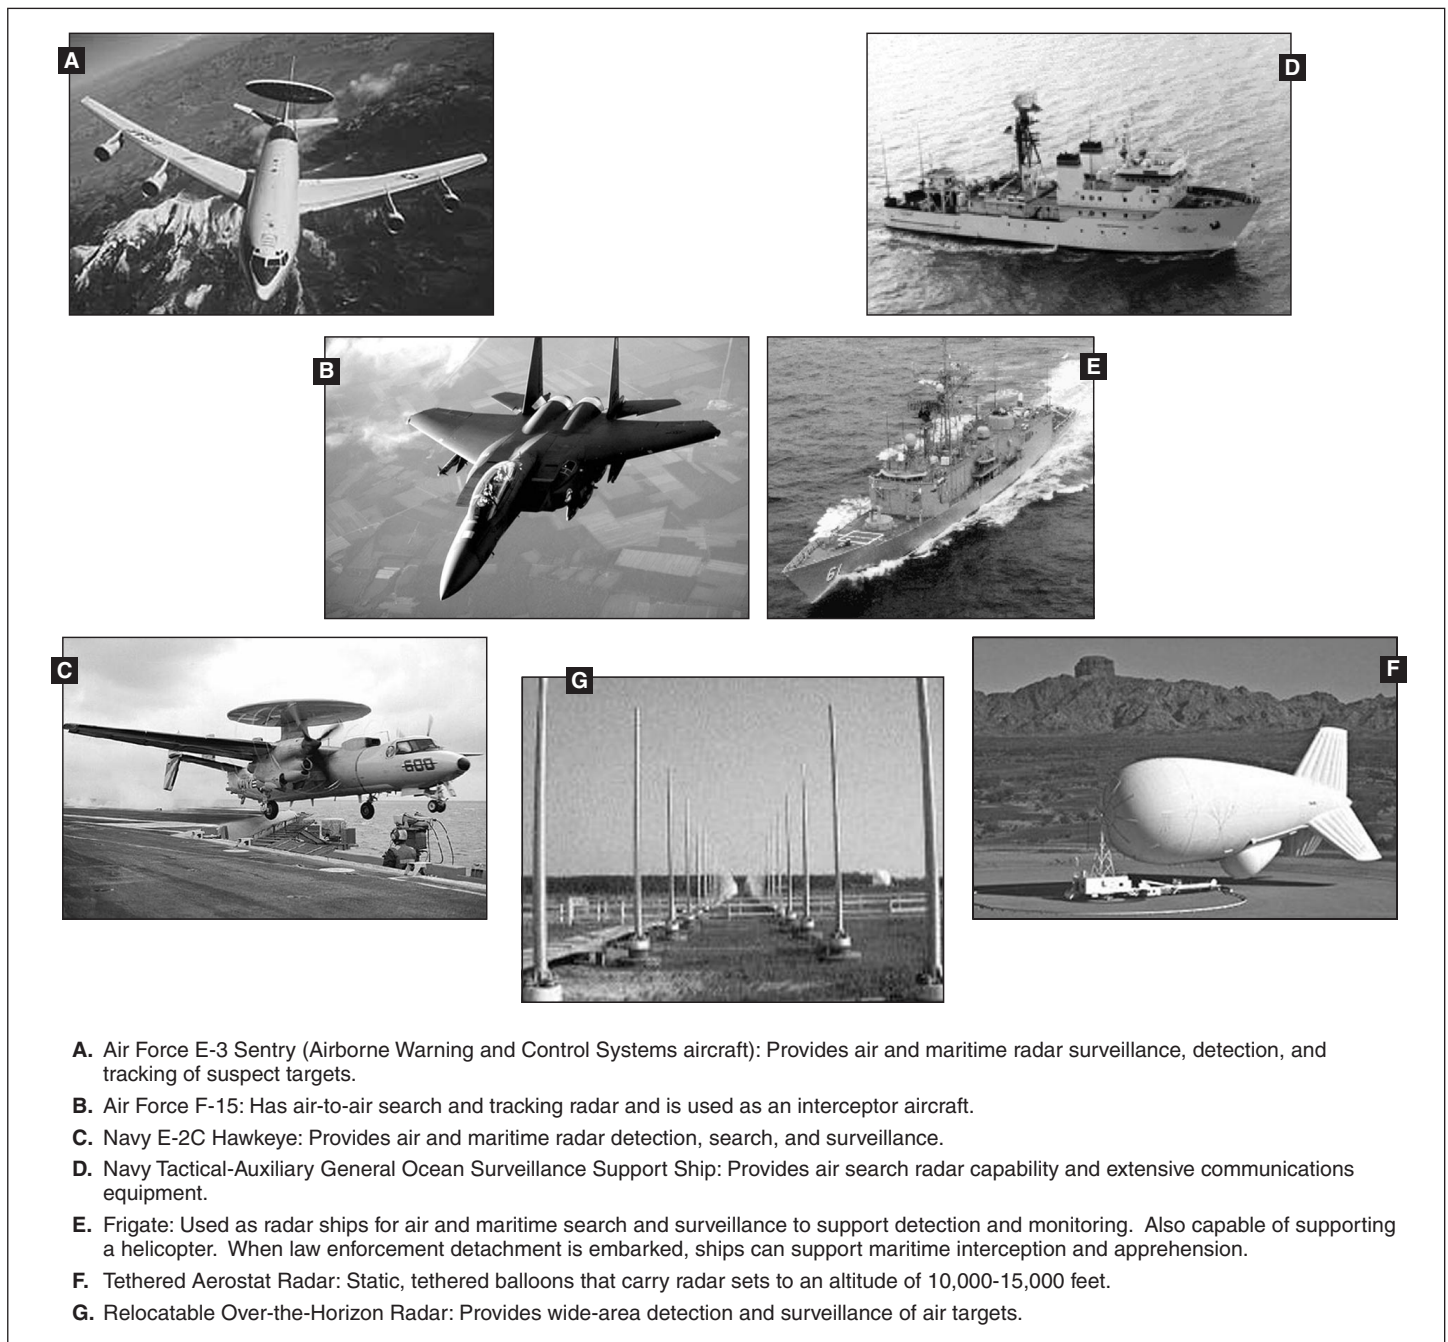 A
D
B
E
C
G
F
600
61
A. Air Force E-3 Sentry (Airborne Warning and Control Systems aircraft): Provides air and maritime radar surveillance, detection, and
tracking of suspect targets.
B. Air Force F-15: Has air-to-air search and tracking radar and is used as an interceptor aircraft.
C. Navy E-2C Hawkeye: Provides air and maritime radar detection, search, and surveillance.
D. Navy Tactical-Auxiliary General Ocean Surveillance Support Ship: Provides air search radar capability and extensive communications
equipment.
E. Frigate: Used as radar ships for air and maritime search and surveillance to support detection and monitoring. Also capable of supporting
a helicopter. When law enforcement detachment is embarked, ships can support maritime interception and apprehension.
F. Tethered Aerostat Radar: Static, tethered balloons that carry radar sets to an altitude of 10,000-15,000 feet.
G. Relocatable Over-the-Horizon Radar: Provides wide-area detection and surveillance of air targets.